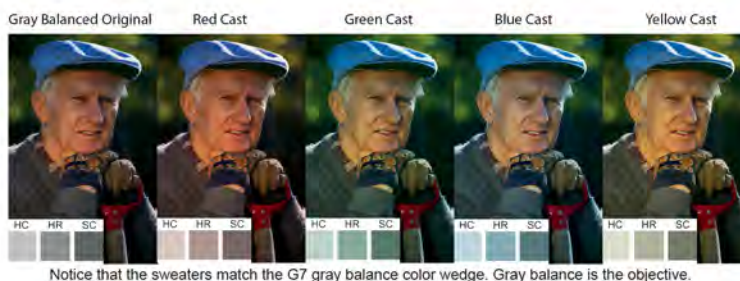 Gray Balanced Original Red Cast Green Cast Blue Cast Yellow Cast
HC HR SC HC HR SC HC HR SC HC HR SC HC HR SC
Notice that the sweaters match the G7 gray balance color wedge. Gray balance is the objective.